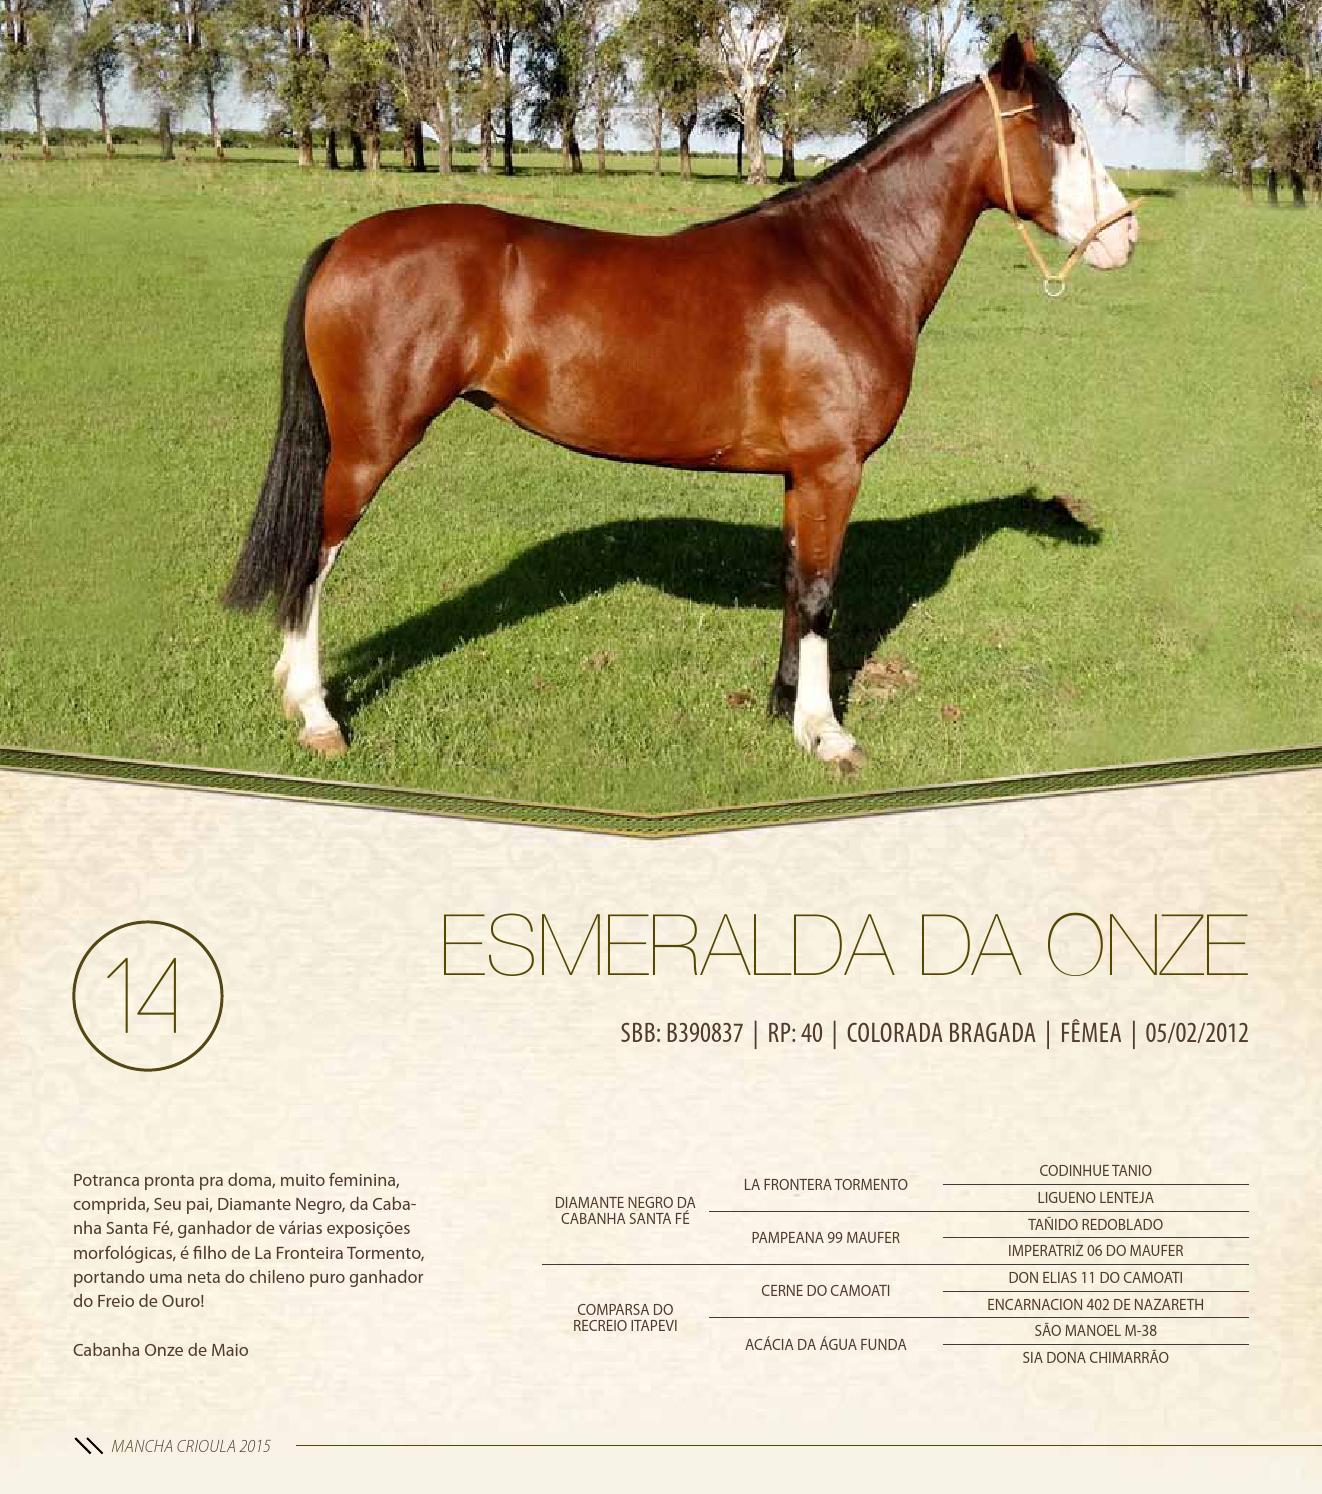 14
ESMERALDA DA ONZE
SBB: B390837 | RP: 40 | COLORADA BRAGADA | FÊMEA | 05/02/2012
Potranca pronta pra doma, muito feminina,
comprida, Seu pai, Diamante Negro, da Caba-
nha Santa Fé, ganhador de várias exposições
morfológicas, é filho de La Fronteira Tormento,
portando uma neta do chileno puro ganhador
do Freio de Ouro!
Cabanha Onze de Maio
DIAMANTE NEGRO DA
CABANHA SANTA FÉ
COMPARSA DO
RECREIO ITAPEVI
LA FRONTERA TORMENTO
PAMPEANA 99 MAUFER
CERNE DO CAMOATI
ACÁCIA DA ÁGUA FUNDA
CODINHUE TANIO
LIGUENO LENTEJA
TAÑIDO REDOBLADO
IMPERATRIZ 06 DO MAUFER
DON ELIAS 11 DO CAMOATI
ENCARNACION 402 DE NAZARETH
SÃO MANOEL M-38
SIA DONA CHIMARRÃO
MANCHA CRIOULA 2015